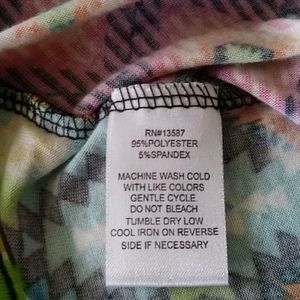 RN#13587
95%POLYESTER
5%SPANDEX
MACHINE WASH COLD
WITH LIKE COLORS
GENTLE CYCLE.
DO NOT BLEACH
TUMBLE DRY LOW
COOL IRON ON REVERSE
SIDE IF NECESSARY